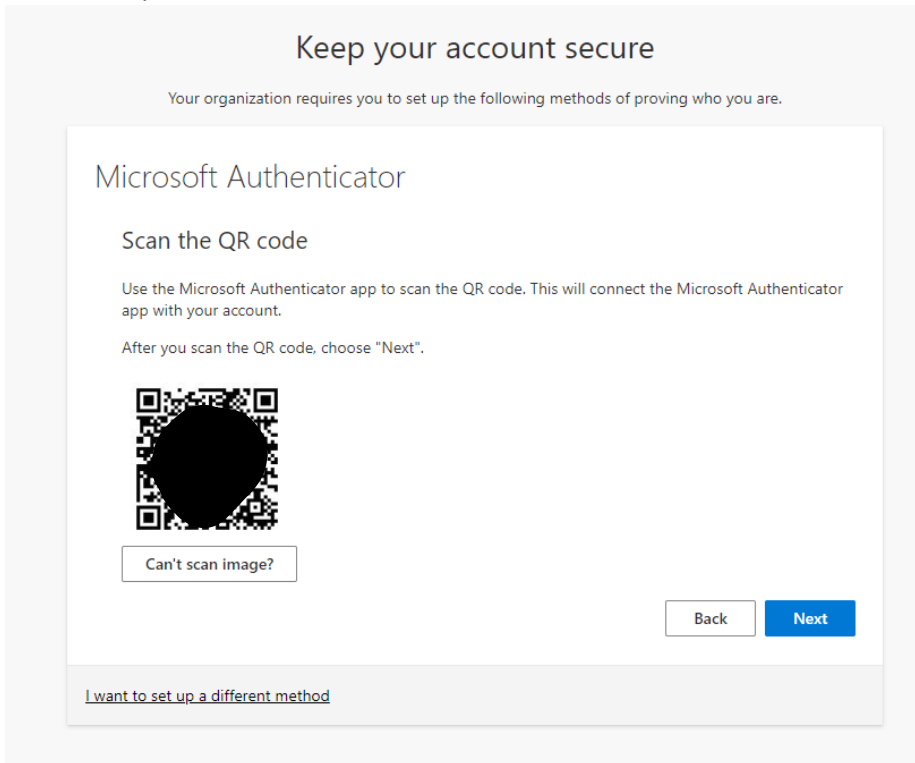 Keep your account secure
Your organization requires you to set up the following methods of proving who you are.
Microsoft Authenticator
Scan the QR code
Use the Microsoft Authenticator app to scan the QR code. This will connect the Microsoft Authenticator
app with your account.
After you scan the QR code, choose "Next".
Can't scan image?
Back
Next
I want to set up a different method